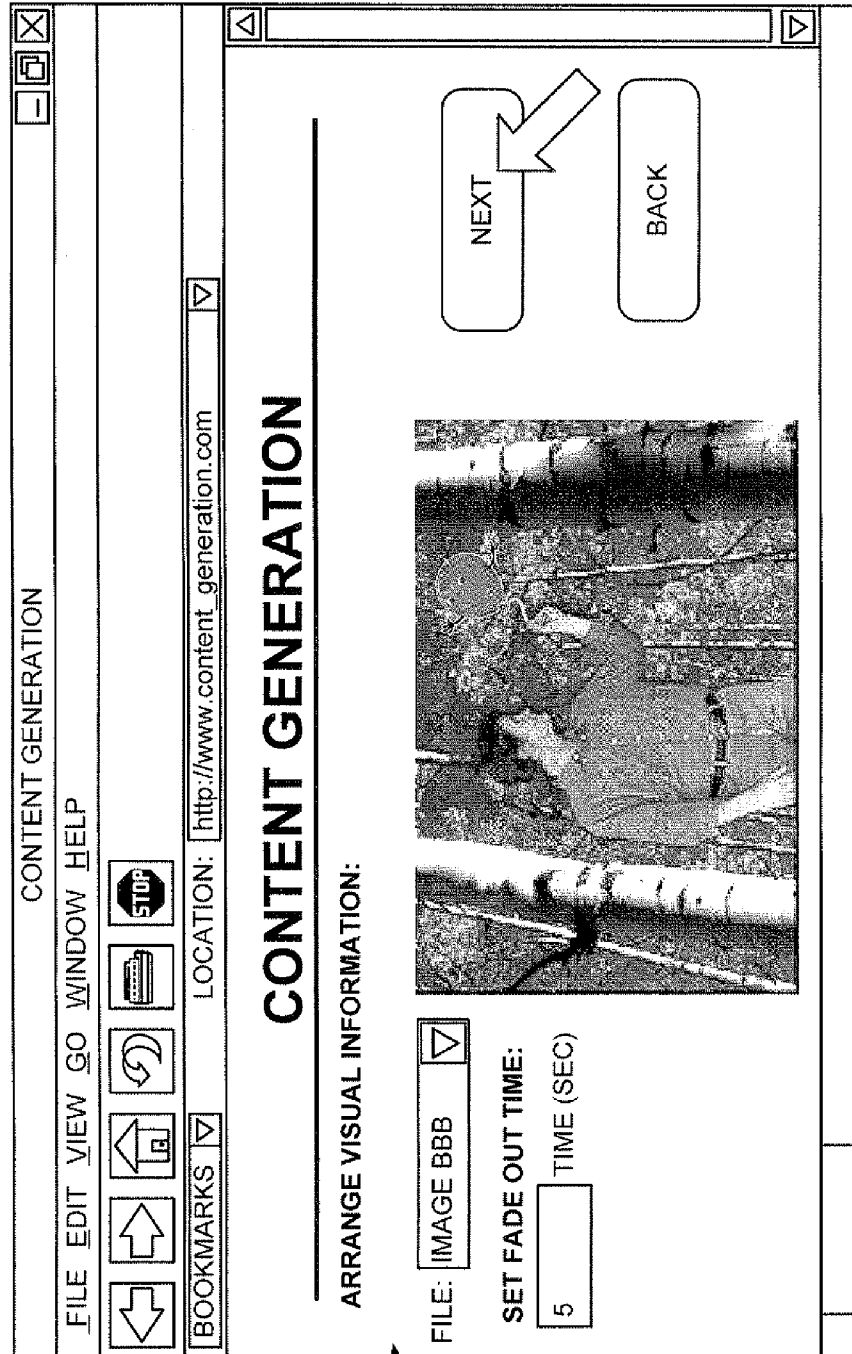 CONTENT GENERATION
FILE EDIT VIEW GO WINDOW HELP
STOP
BOOKMARKS LOCATION: http://www.content_generation.com
CONTENT GENERATION
ARRANGE VISUAL INFORMATION:
FILE: IMAGE BBB
SET FADE OUT TIME:
5 TIME (SEC)
NEXT
BACK